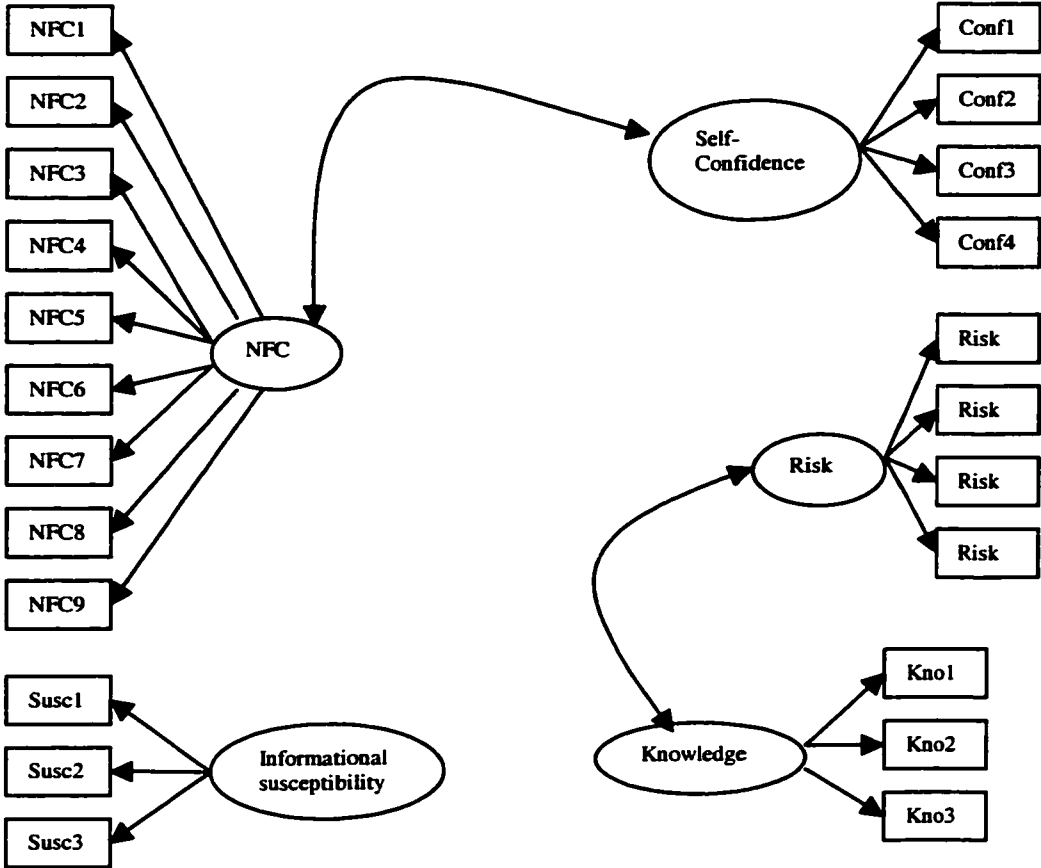 NFC1
NFC2
NFC3
NFC4
NFC5
NFC6
NFC7
NFC8
NFC9
NFC
Susc1
Susc2
Susc3
Informational
susceptibility
Self-
Confidence
Conf1
Conf2
Conf3
Conf4
Risk
Risk
Risk
Risk
Risk
Knowledge
Kno1
Kno2
Kno3